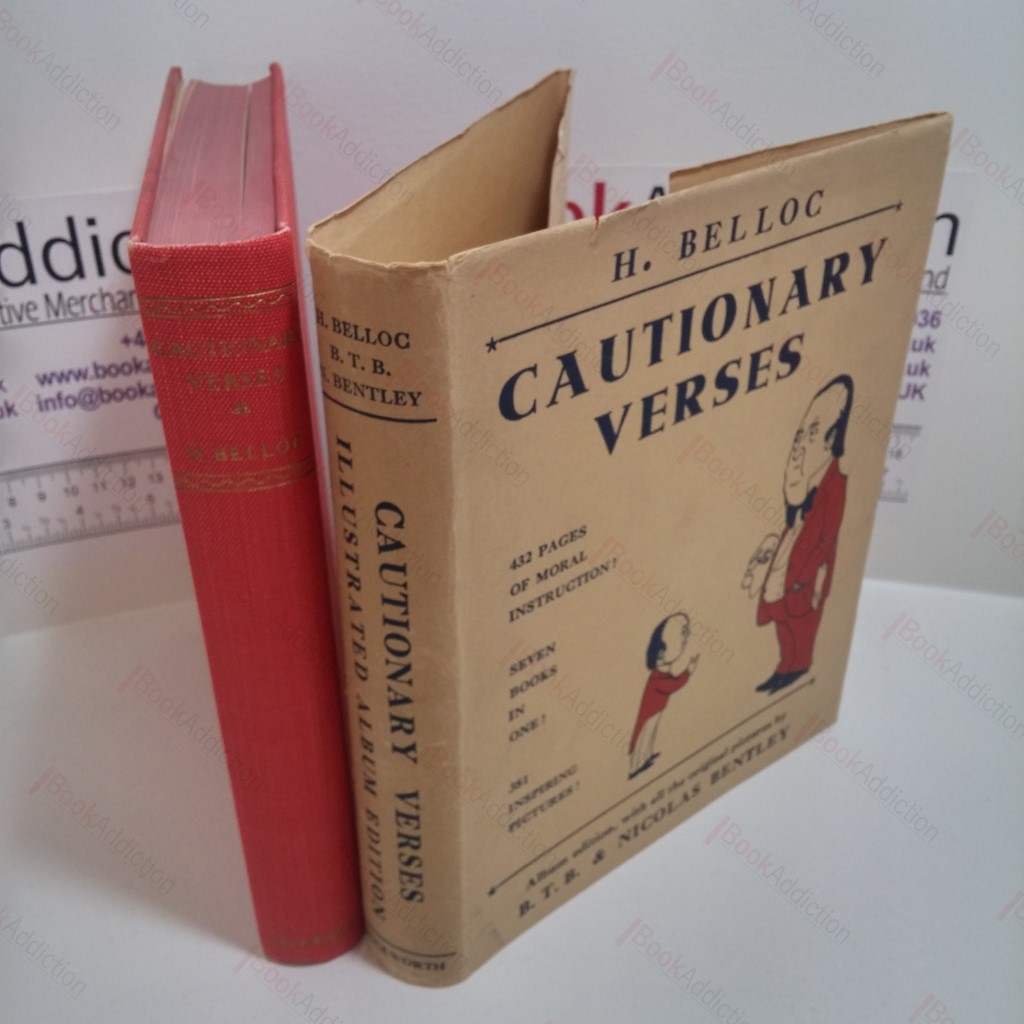 CAUTIONARY
VERSES
H BELLOC
H. BELLOC
B. T. B.
N. BENTLEY
CAUTIONARY VERSES
ILLUSTRATED ALBUM EDITION
H. BELLOC
CAUTIONARY
VERSES
432 PAGES
OF MORAL
INSTRUCTION!
SEVEN
BOOKS
IN
ONE!
381
INSPIRING
PICTURES!
Album edition, with all the original pictures by
B. T. B. & NICOLAS BENTLEY
BookAddiction